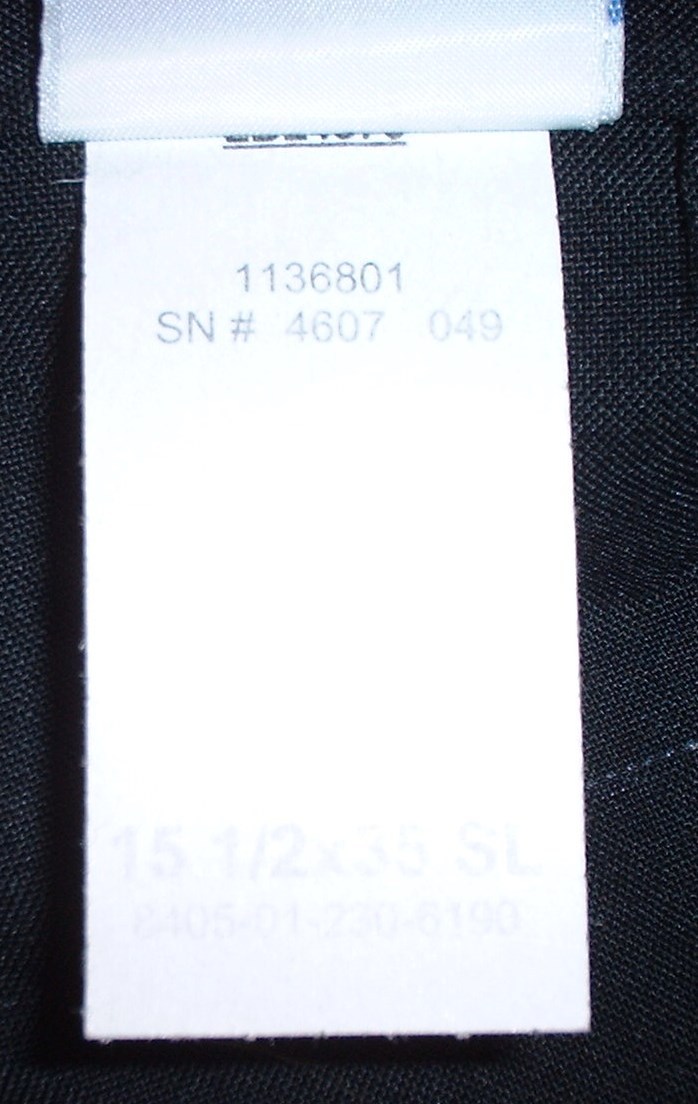 1136801
SN # 4607 049
15 1/2x35 SL
8405-01-230-6190